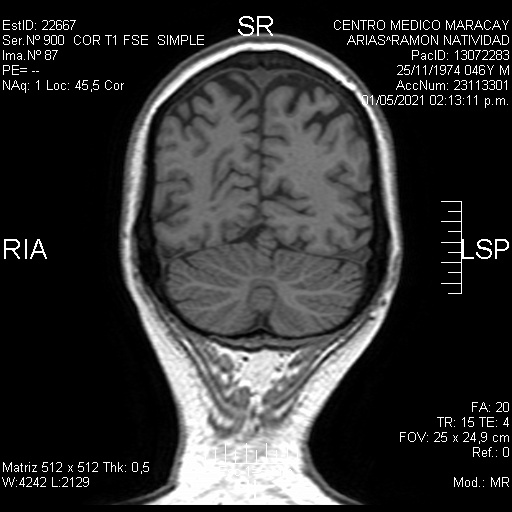 EstID: 22667
Ser.Nº 900 COR T1 FSE SIMPLE
Ima.Nº 87
PE= --
NAq: 1 Loc: 45,5 Cor
SR
CENTRO MEDICO MARACAY
ARIAS^RAMON NATIVIDAD
PacID: 13072283
25/11/1974 046Y M
AccNum: 23113301
01/05/2021 02:13:11 p.m.
RIA
LSP
FA: 20
TR: 15 TE: 4
FOV: 25 x 24,9 cm
Ref.: 0
Matriz 512 x 512 Thk: 0,5
W:4242 L:2129
Mod.: MR